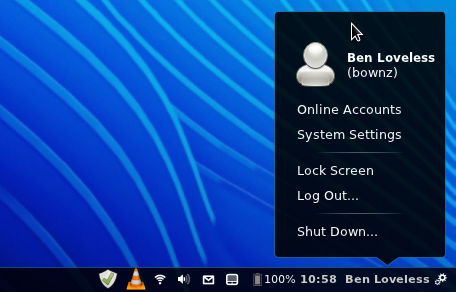 Ben Loveless
(bownz)
Online Accounts
System Settings
Lock Screen
Log Out...
Shut Down...
100% 10:58 Ben Loveless